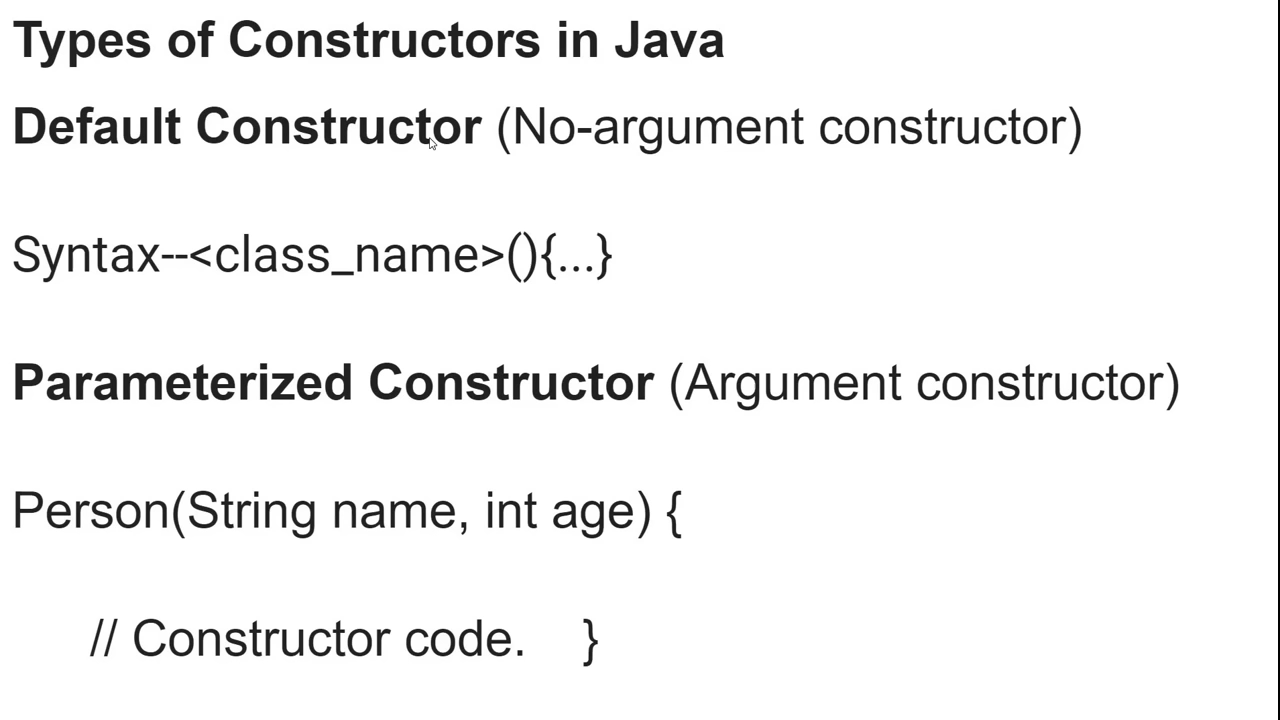 Types of Constructors in Java
Default Constructor (No-argument constructor)
Syntax--<class_name>(){...}
Parameterized Constructor (Argument constructor)
Person(String name, int age) {
// Constructor code. }